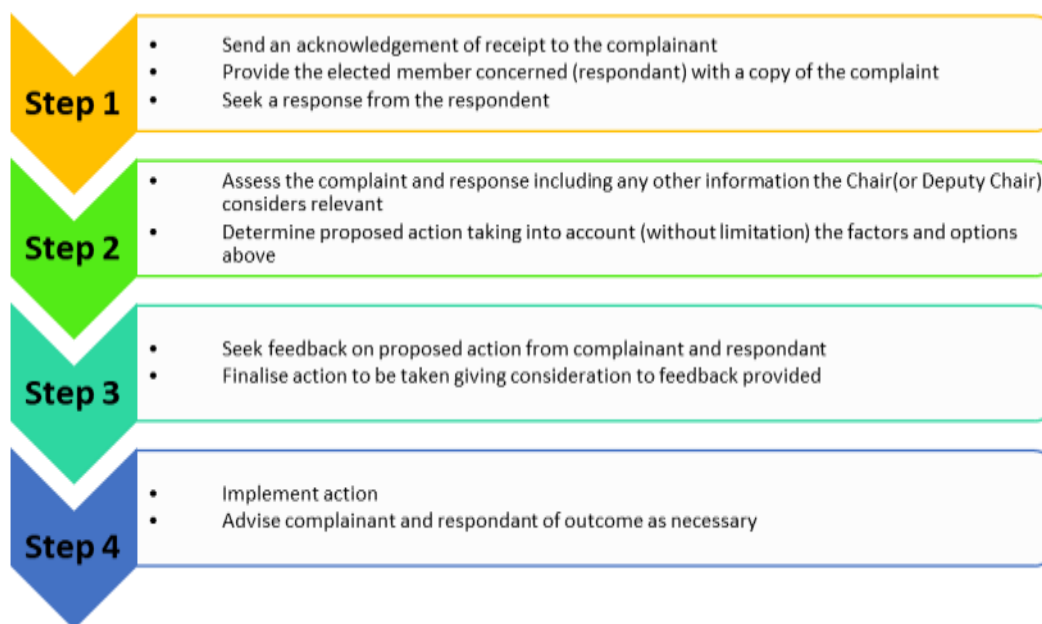 Step 1
• Send an acknowledgement of receipt to the complainant
• Provide the elected member concerned (respondant) with a copy of the complaint
• Seek a response from the respondent
Step 2
• Assess the complaint and response including any other information the Chair(or Deputy Chair)
considers relevant
• Determine proposed action taking into account (without limitation) the factors and options
above
Step 3
• Seek feedback on proposed action from complainant and respondant
• Finalise action to be taken giving consideration to feedback provided
Step 4
• Implement action
• Advise complainant and respondant of outcome as necessary